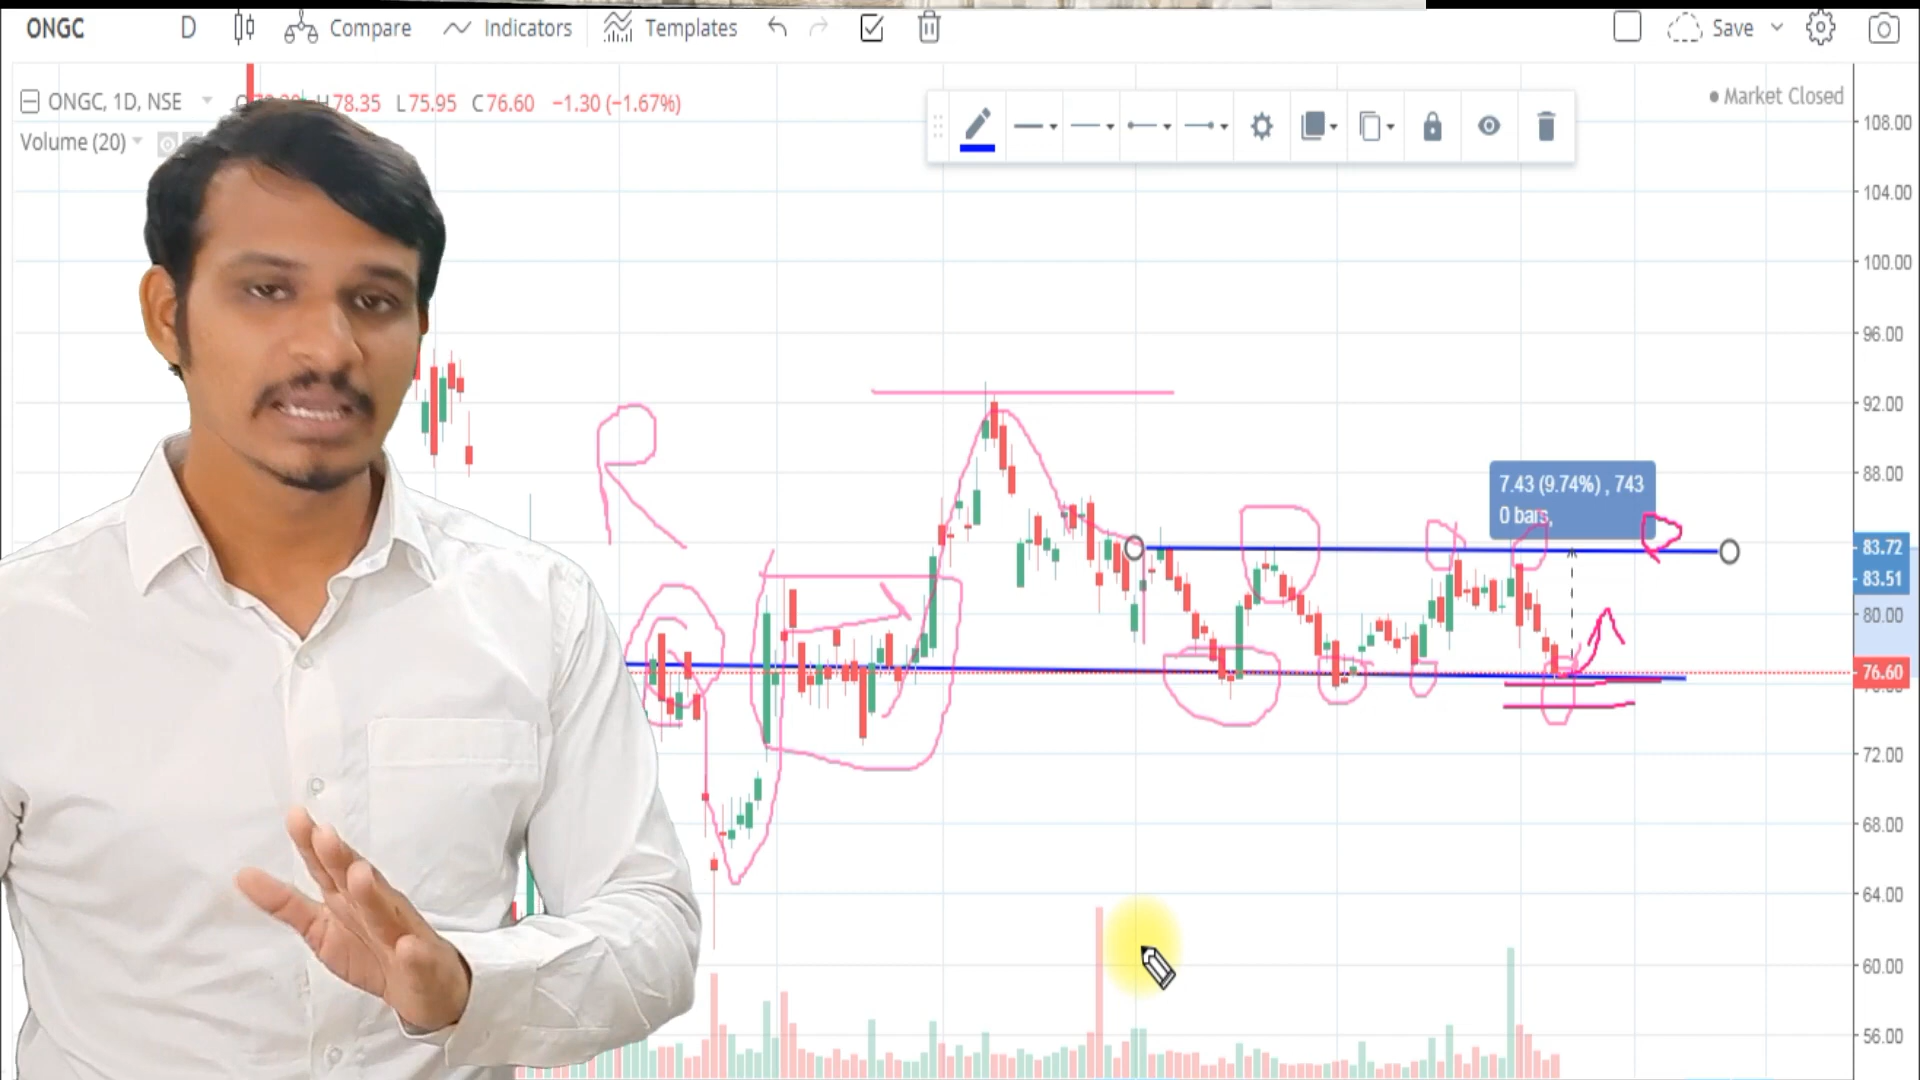 ONGC D Compare Indicators Templates Save
ONGC, 1D, NSE H78.35 L75.95 C76.60 −1.30 (−1.67%)
Market Closed
Volume (20)
108.00
104.00
100.00
96.00
92.00
88.00
7.43 (9.74%) , 743
0 bars,
83.72
83.51
80.00
76.60
72.00
68.00
64.00
60.00
56.00
R